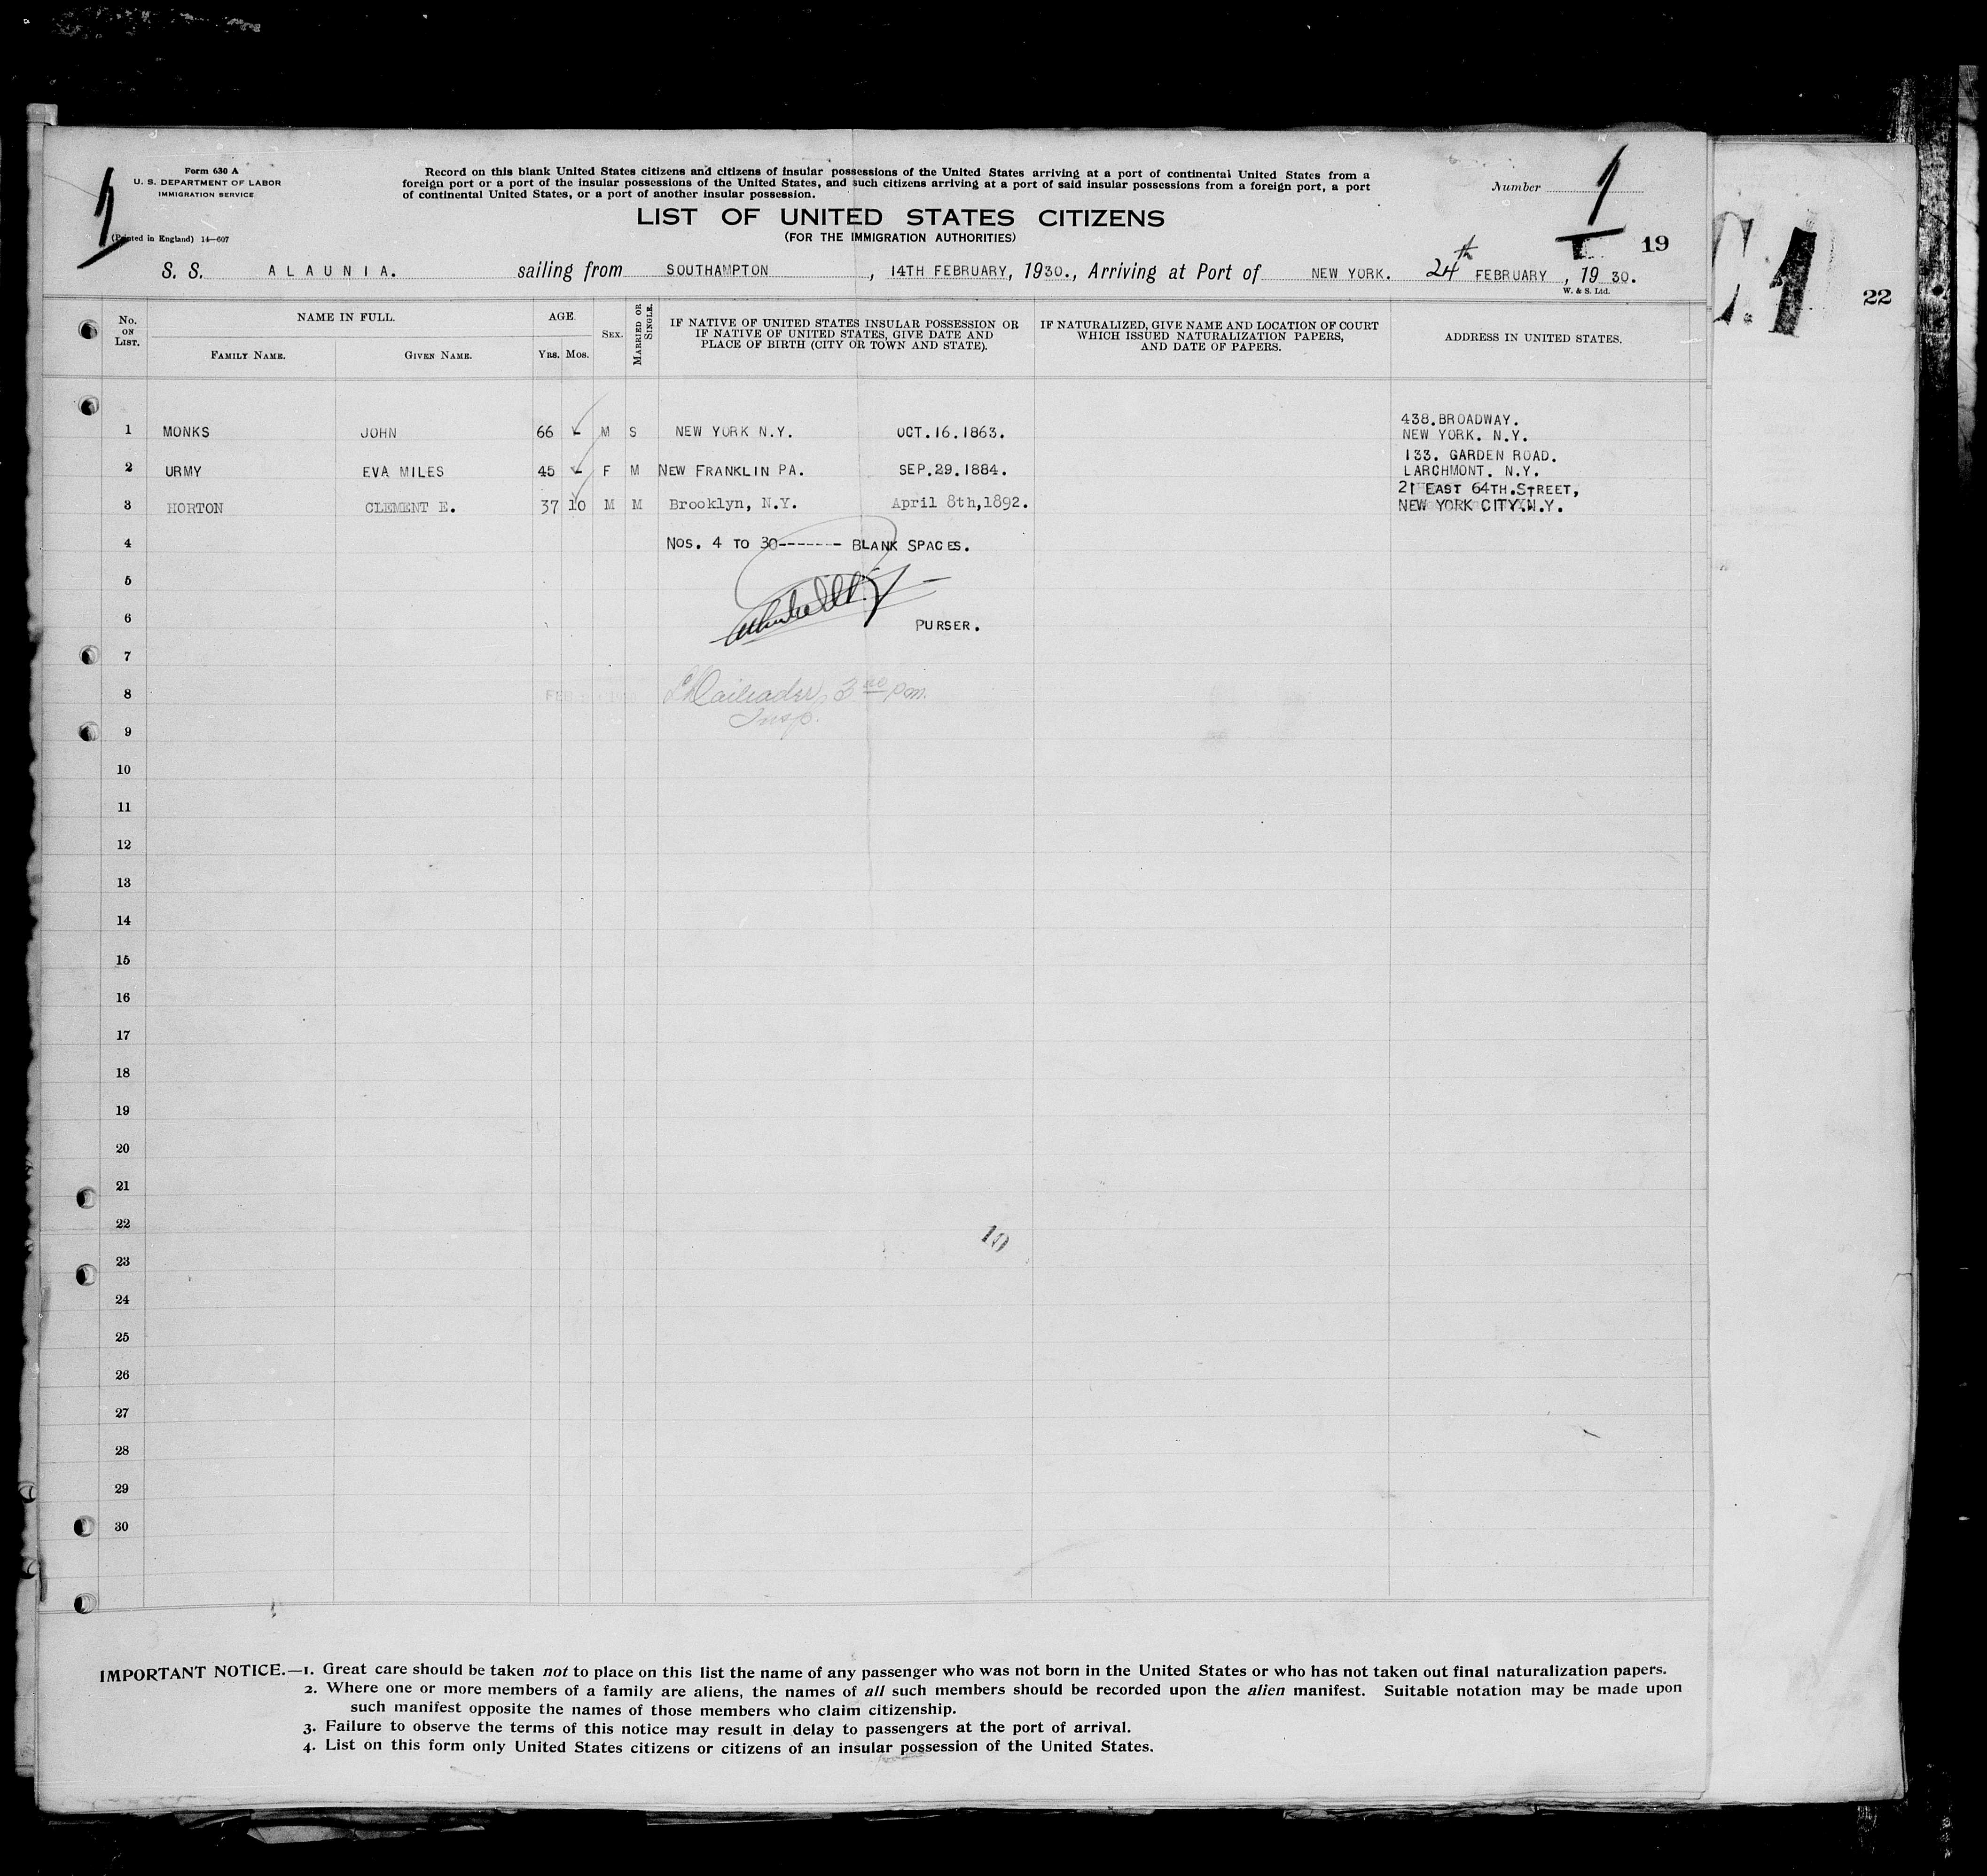 Form 630 A
U. S. DEPARTMENT OF LABOR
IMMIGRATION SERVICE
(Printed in England) 14—607
Record on this blank United States citizens and citizens of insular possessions of the United States arriving at a port of continental United States from a
foreign port or a port of the insular possessions of the United States, and such citizens arriving at a port of said insular possessions from a foreign port, a port
of continental United States, or a port of another insular possession.
Number 1
LIST OF UNITED STATES CITIZENS
(FOR THE IMMIGRATION AUTHORITIES)
19
22
S. S. ALAUNIA. sailing from SOUTHAMPTON, 14TH FEBRUARY, 1930., Arriving at Port of NEW YORK. 24th FEBRUARY, 19 30.
W. & S. Ltd.
No. ON LIST.
NAME IN FULL.
FAMILY NAME. GIVEN NAME.
AGE.
YRS. MOS.
SEX.
MARRIED OR SINGLE.
IF NATIVE OF UNITED STATES INSULAR POSSESSION OR
IF NATIVE OF UNITED STATES, GIVE DATE AND
PLACE OF BIRTH (CITY OR TOWN AND STATE).
IF NATURALIZED, GIVE NAME AND LOCATION OF COURT
WHICH ISSUED NATURALIZATION PAPERS,
AND DATE OF PAPERS.
ADDRESS IN UNITED STATES.
1 MONKS JOHN 66 - M S NEW YORK N.Y. OCT.16.1863. 438.BROADWAY.
NEW YORK. N.Y.
2 URMY EVA MILES 45 - F M NEW FRANKLIN PA. SEP.29.1884. 133. GARDEN ROAD.
LARCHMONT. N.Y.
3 HORTON CLEMENT E. 37 10 M M Brooklyn, N.Y. April 8th,1892. 21 EAST 64TH.STREET,
NEW YORK CITY.N.Y.
4 NOS. 4 TO 30------ BLANK SPACES.
5
6 PURSER.
7
8 3 00 pm.
Insp.
9
10
11
12
13
14
15
16
17
18
19
20
21
22
10
23
24
25
26
27
28
29
30
IMPORTANT NOTICE.—1. Great care should be taken not to place on this list the name of any passenger who was not born in the United States or who has not taken out final naturalization papers.
2. Where one or more members of a family are aliens, the names of all such members should be recorded upon the alien manifest. Suitable notation may be made upon
such manifest opposite the names of those members who claim citizenship.
3. Failure to observe the terms of this notice may result in delay to passengers at the port of arrival.
4. List on this form only United States citizens or citizens of an insular possession of the United States.